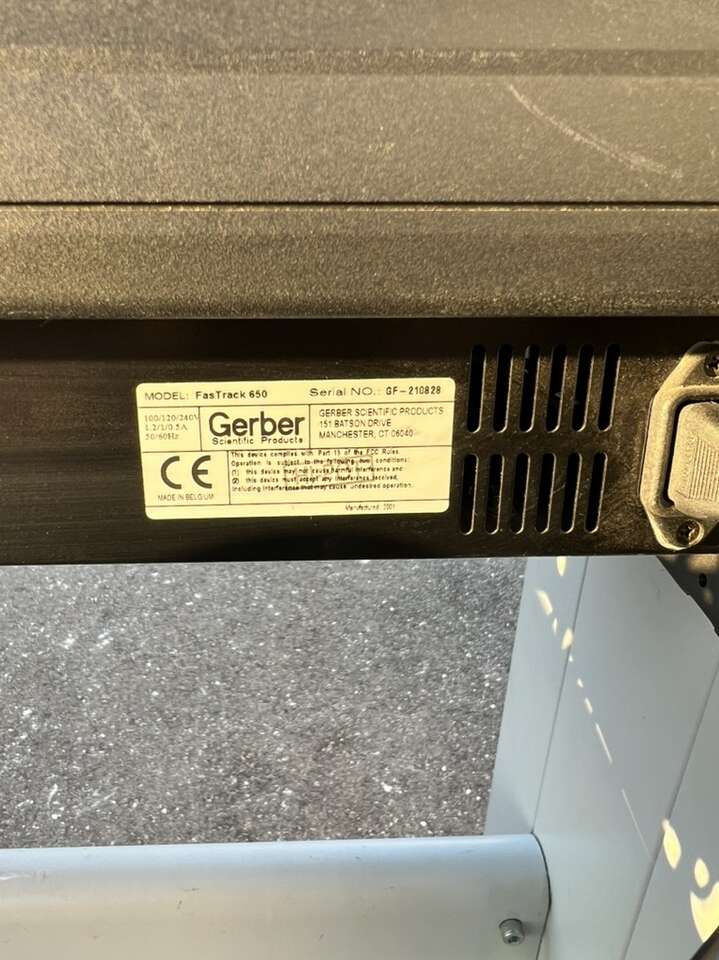 MODEL: FasTrack 650 Serial NO.: GF-210828
100/120/240V
1.2/1/0.5A
50/60Hz
Gerber
Scientific Products
GERBER SCIENTIFIC PRODUCTS
151 BATSON DRIVE
MANCHESTER, CT 06040
CE
MADE IN BELGIUM
This device complies with Part 15 of the FCC Rules
Operation is subject to the following two conditions:
(1) this device may not cause harmful interference and
(2) this device must accept any interference received,
including interference that may cause undesired operation.
Manufactured 2001